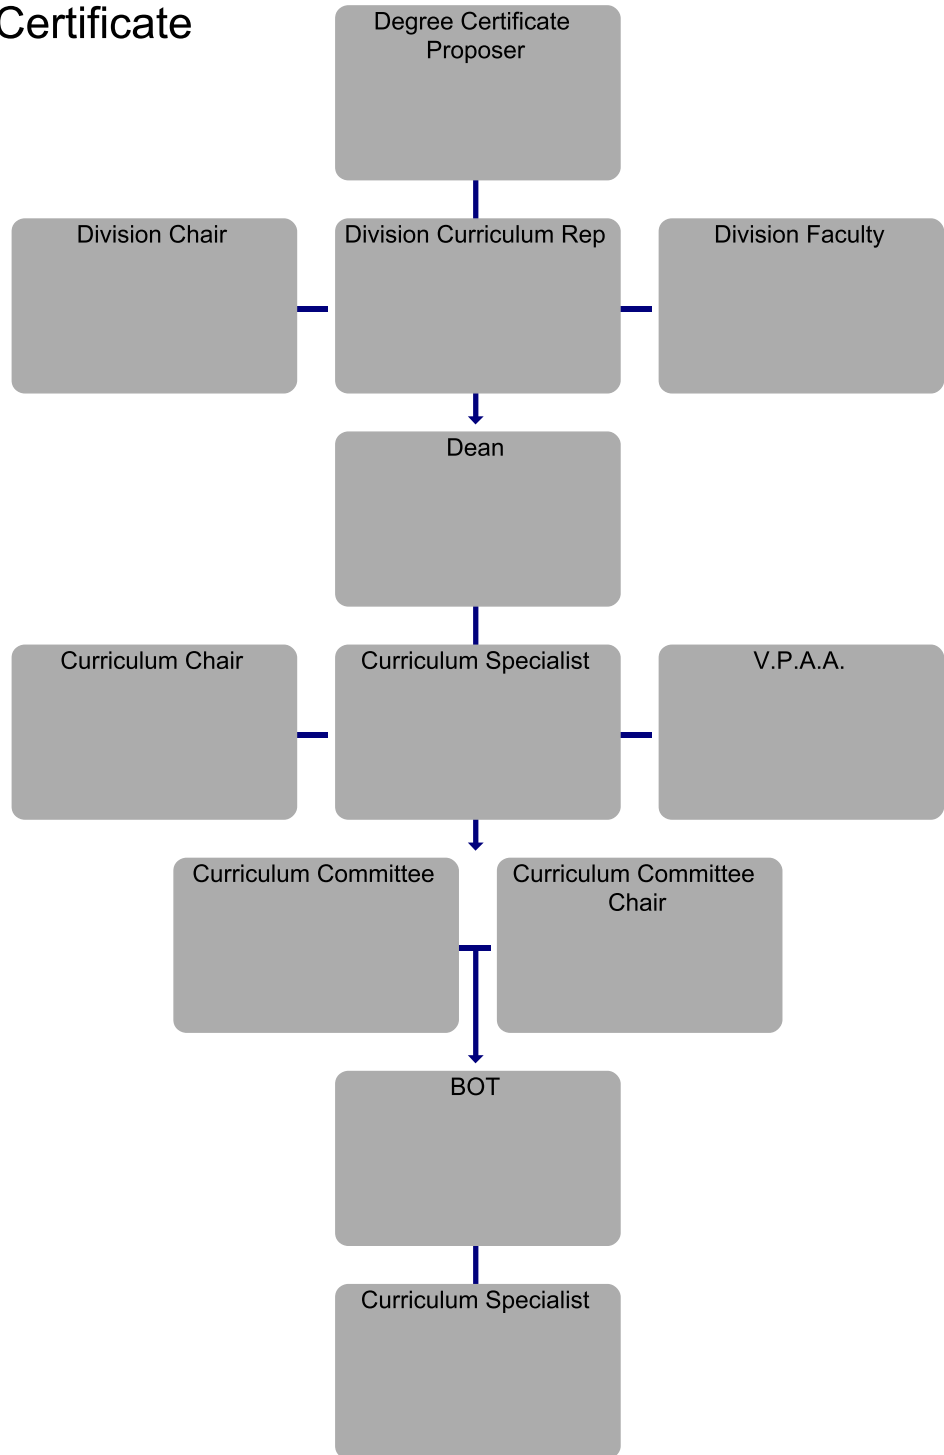 Certificate
Degree Certificate
Proposer
Division Chair
Division Curriculum Rep
Division Faculty
Dean
Curriculum Chair
Curriculum Specialist
V.P.A.A.
Curriculum Committee
Curriculum Committee
Chair
BOT
Curriculum Specialist